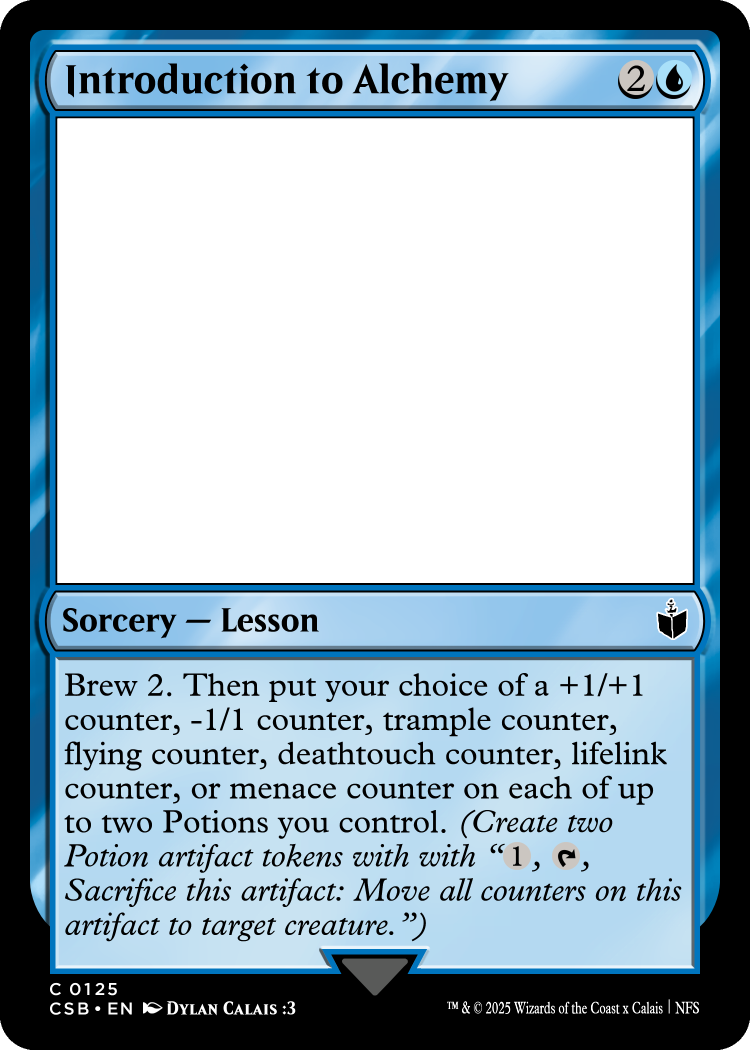 Introduction to Alchemy 2
Sorcery — Lesson
Brew 2. Then put your choice of a +1/+1
counter, -1/1 counter, trample counter,
flying counter, deathtouch counter, lifelink
counter, or menace counter on each of up
to two Potions you control. (Create two
Potion artifact tokens with with “1, ,
Sacrifice this artifact: Move all counters on this
artifact to target creature.”)
C 0125
CSB • EN Dylan Calais :3
™ & © 2025 Wizards of the Coast x Calais | NFS